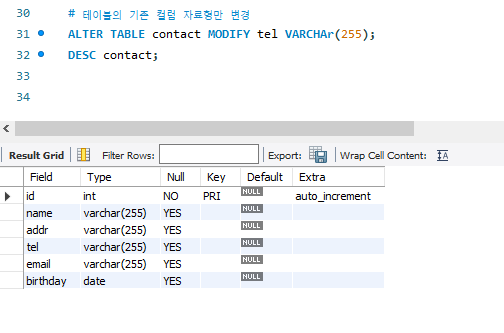 30 # 테이블의 기존 컬럼 자료형만 변경
31 ALTER TABLE contact MODIFY tel VARCHAr(255);
32 DESC contact;
33
34
Result Grid Filter Rows: Export: Wrap Cell Content: IA
Field Type Null Key Default Extra
id int NO PRI NULL auto_increment
name varchar(255) YES NULL
addr varchar(255) YES NULL
tel varchar(255) YES NULL
email varchar(255) YES NULL
birthday date YES NULL